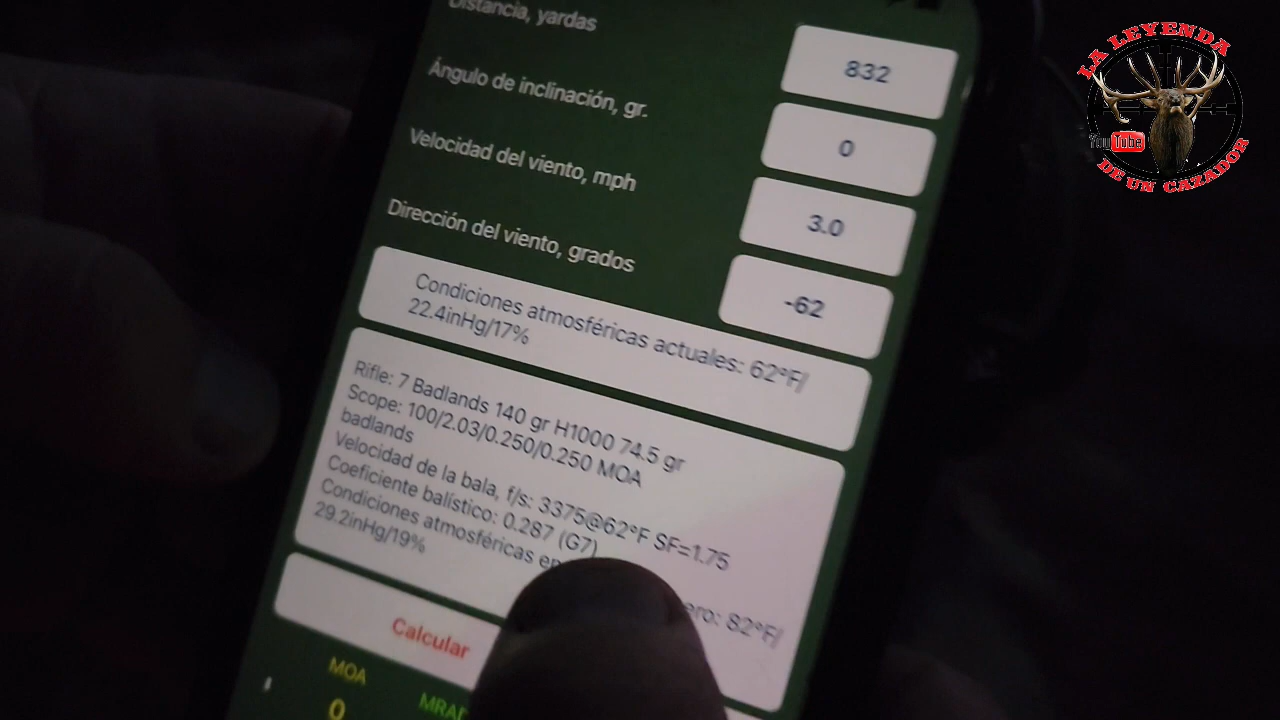 Distancia, yardas
832
Ángulo de inclinación, gr.
0
Velocidad del viento, mph
3.0
Dirección del viento, grados
-62
Condiciones atmosféricas actuales: 62°F/
22.4inHg/17%
Rifle: 7 Badlands 140 gr H1000 74.5 gr
Scope: 100/2.03/0.250/0.250 MOA
badlands
Velocidad de la bala, f/s: 3375@62°F SF=1.75
Coeficiente balístico: 0.287 (G7)
Condiciones atmosféricas en ero: 82°F/
29.2inHg/19%
Calcular
MOA
MRAD
0
LA LEYENDA
YouTube
DE UN CAZADOR